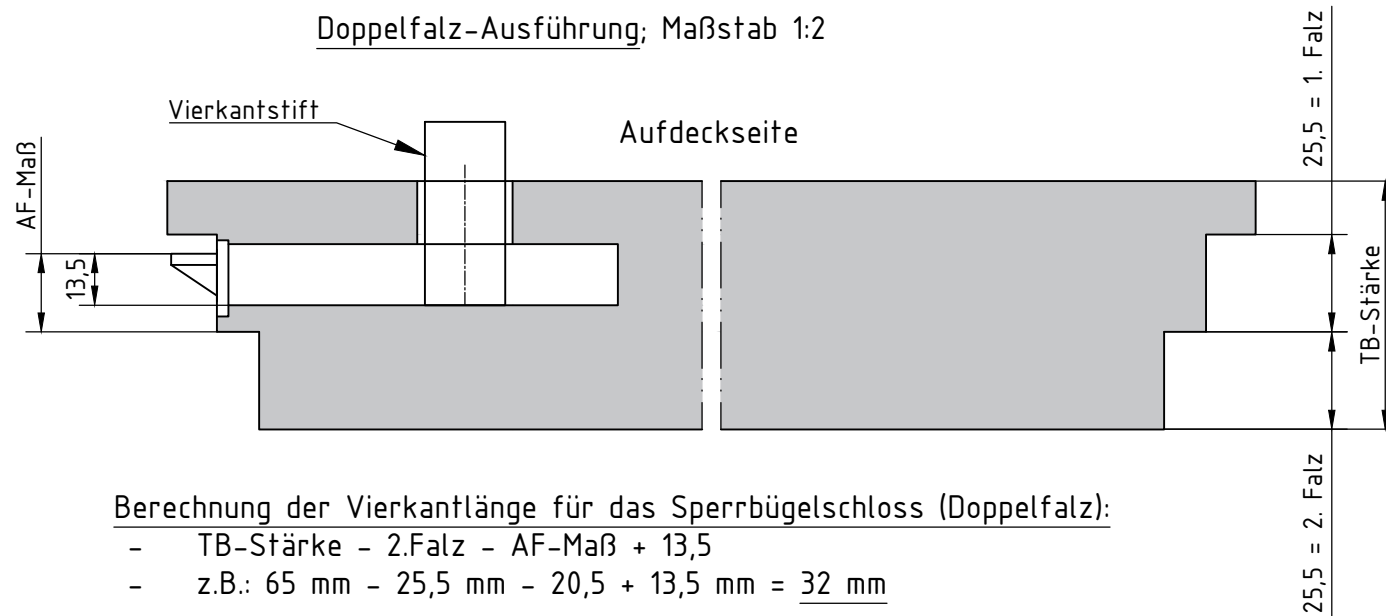 Doppelfalz-Ausführung; Maßstab 1:2
Vierkantstift
Aufdeckseite
AF-Maß
13,5
25,5 = 1. Falz
TB-Stärke
25,5 = 2. Falz
Berechnung der Vierkantlänge für das Sperrbügelschloss (Doppelfalz):
- TB-Stärke - 2.Falz - AF-Maß + 13,5
- z.B.: 65 mm - 25,5 mm - 20,5 + 13,5 mm = 32 mm